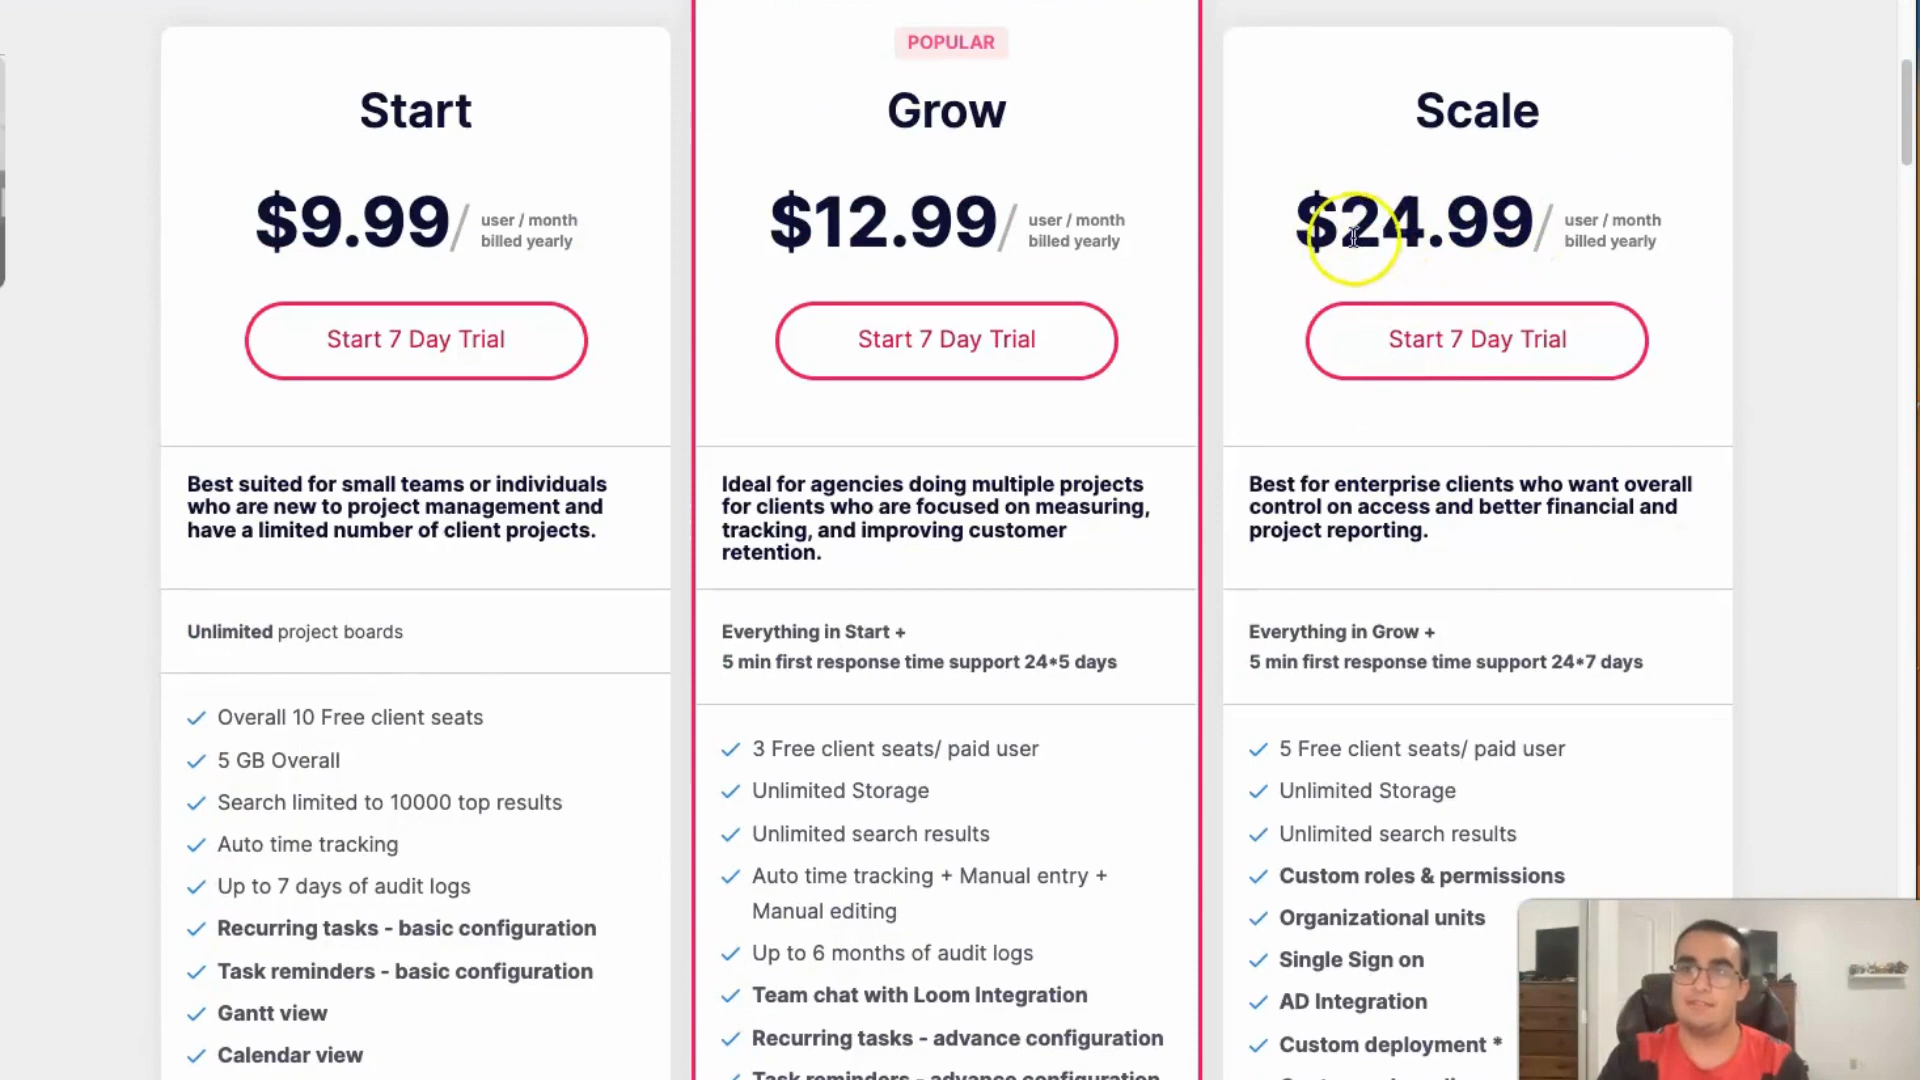 Start
$9.99/ user / month
billed yearly
Start 7 Day Trial
Best suited for small teams or individuals
who are new to project management and
have a limited number of client projects.
Unlimited project boards
Overall 10 Free client seats
5 GB Overall
Search limited to 10000 top results
Auto time tracking
Up to 7 days of audit logs
Recurring tasks - basic configuration
Task reminders - basic configuration
Gantt view
Calendar view
POPULAR
Grow
$12.99/ user / month
billed yearly
Start 7 Day Trial
Ideal for agencies doing multiple projects
for clients who are focused on measuring,
tracking, and improving customer
retention.
Everything in Start +
5 min first response time support 24*5 days
3 Free client seats/ paid user
Unlimited Storage
Unlimited search results
Auto time tracking + Manual entry +
Manual editing
Up to 6 months of audit logs
Team chat with Loom Integration
Recurring tasks - advance configuration
Task reminders - advance configuration
Scale
$24.99/ user / month
billed yearly
Start 7 Day Trial
Best for enterprise clients who want overall
control on access and better financial and
project reporting.
Everything in Grow +
5 min first response time support 24*7 days
5 Free client seats/ paid user
Unlimited Storage
Unlimited search results
Custom roles & permissions
Organizational units
Single Sign on
AD Integration
Custom deployment *